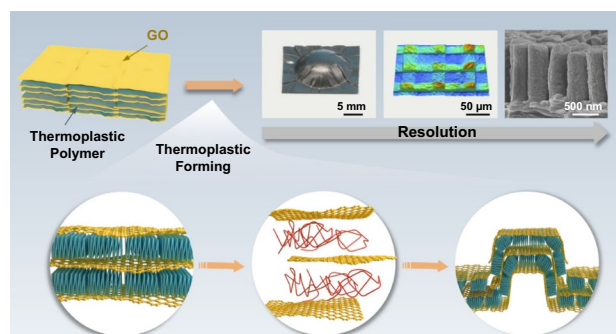 GO
Thermoplastic
Polymer
Thermoplastic
Forming
5 mm
50 µm
500 nm
Resolution